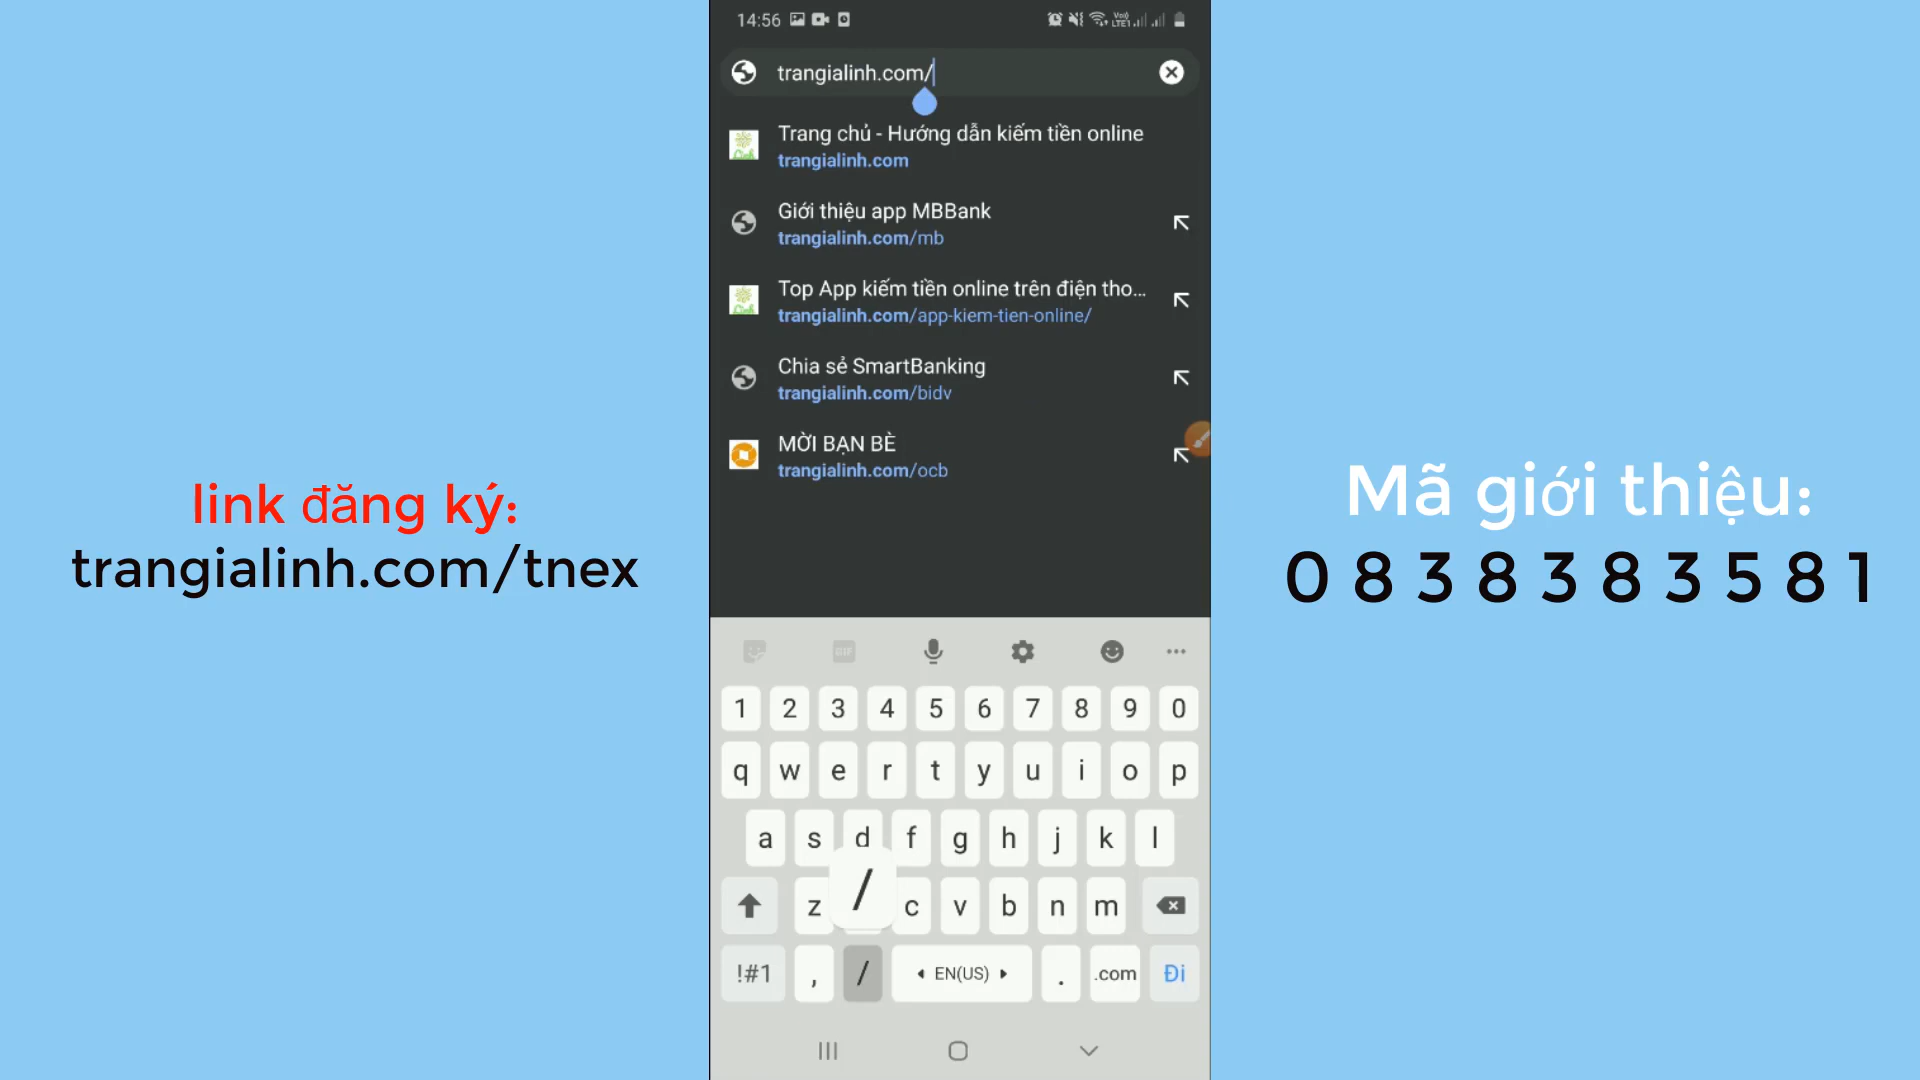 14:56
Vo)) LTE1
trangialinh.com/
Trang chủ - Hướng dẫn kiếm tiền online
trangialinh.com
Giới thiệu app MBBank
trangialinh.com/mb
Top App kiếm tiền online trên điện tho...
trangialinh.com/app-kiem-tien-online/
Chia sẻ SmartBanking
trangialinh.com/bidv
MỜI BẠN BÈ
trangialinh.com/ocb
link đăng ký:
trangialinh.com/tnex
Mã giới thiệu:
0 8 3 8 3 8 3 5 8 1
GIF
1 2 3 4 5 6 7 8 9 0
q w e r t y u i o p
a s d f g h j k l
z / c v b n m
!#1 , / EN(US) . .com Đi